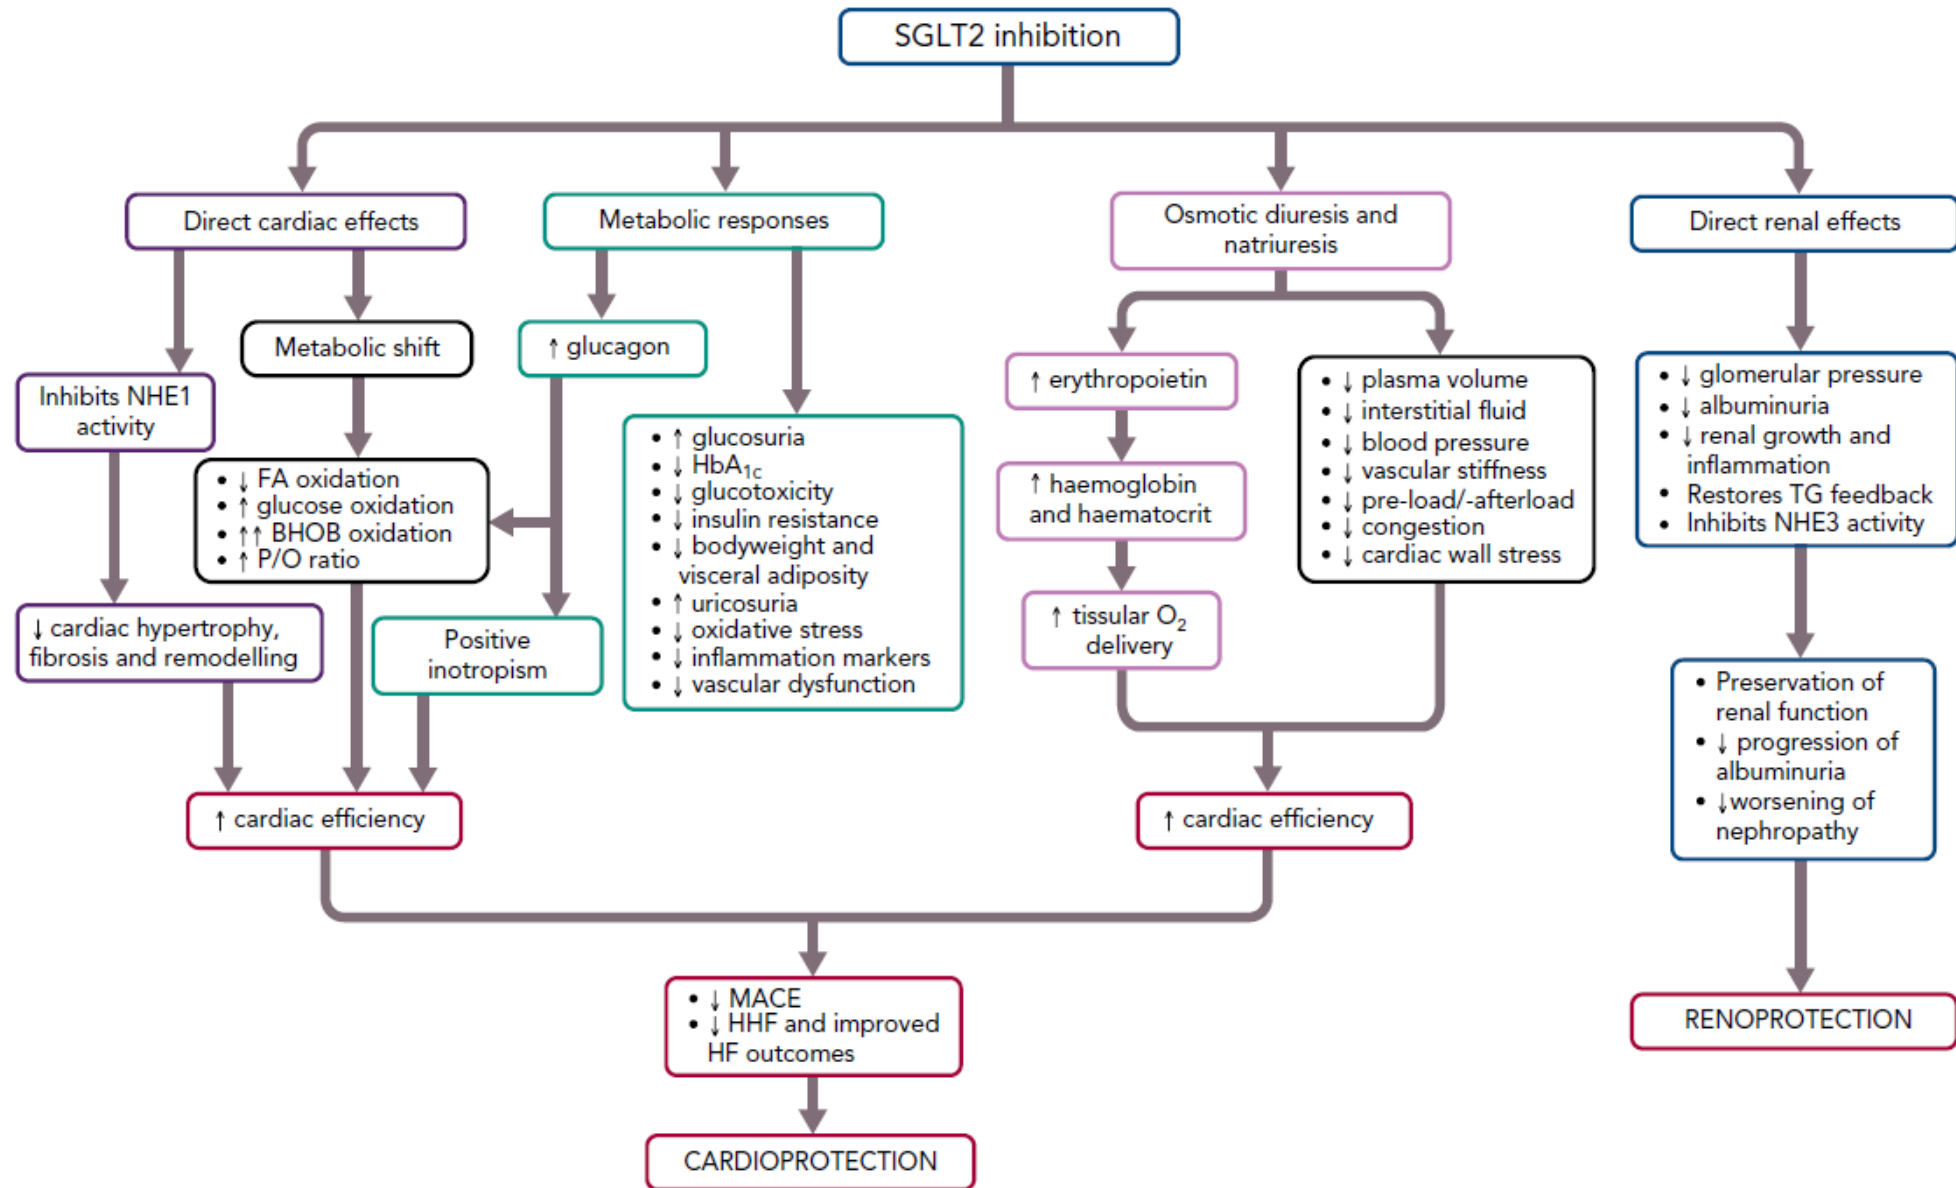 SGLT2 inhibition
Direct cardiac effects
Metabolic responses
Osmotic diuresis and
natriuresis
Direct renal effects
Inhibits NHE1
activity
Metabolic shift
↑ glucagon
↑ erythropoietin
• ↓ plasma volume
• ↓ interstitial fluid
• ↓ blood pressure
• ↓ vascular stiffness
• ↓ pre-load/-afterload
• ↓ congestion
• ↓ cardiac wall stress
• ↓ glomerular pressure
• ↓ albuminuria
• ↓ renal growth and
inflammation
• Restores TG feedback
• Inhibits NHE3 activity
• ↓ FA oxidation
• ↑ glucose oxidation
• ↑↑ BHOB oxidation
• ↑ P/O ratio
• ↑ glucosuria
• ↓ HbA1c
• ↓ glucotoxicity
• ↓ insulin resistance
• ↓ bodyweight and
visceral adiposity
• ↑ uricosuria
• ↓ oxidative stress
• ↓ inflammation markers
• ↓ vascular dysfunction
↑ haemoglobin
and haematocrit
↓ cardiac hypertrophy,
fibrosis and remodelling
Positive
inotropism
↑ tissular O2
delivery
• Preservation of
renal function
• ↓ progression of
albuminuria
• ↓worsening of
nephropathy
↑ cardiac efficiency
↑ cardiac efficiency
• ↓ MACE
• ↓ HHF and improved
HF outcomes
RENOPROTECTION
CARDIOPROTECTION